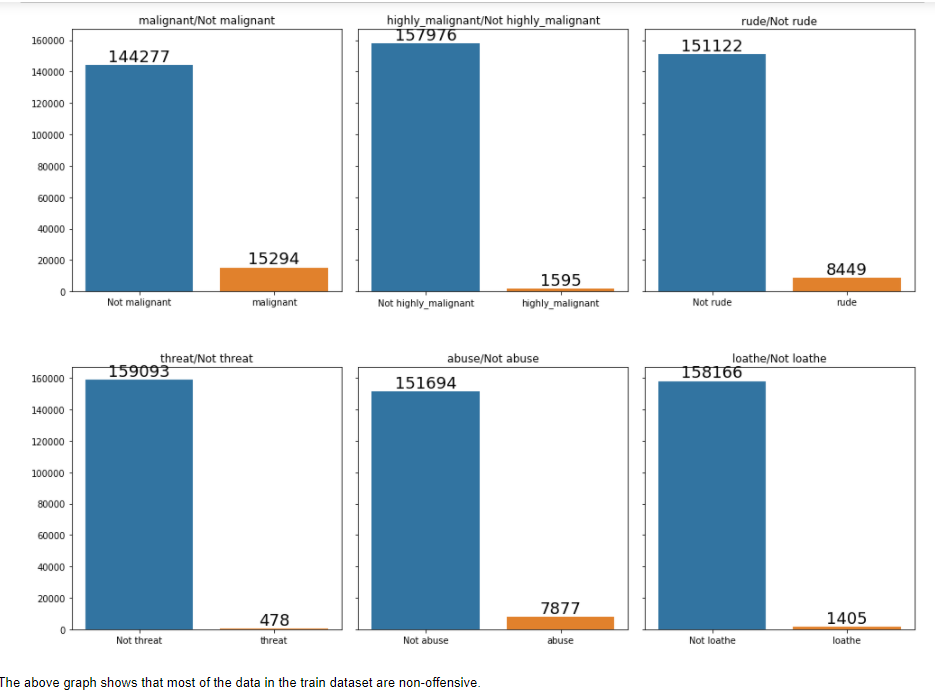 malignant/Not malignant
highly_malignant/Not highly_malignant
rude/Not rude
160000
140000
120000
100000
80000
60000
40000
20000
0
144277
15294
157976
1595
151122
8449
Not malignant
malignant
Not highly_malignant
highly_malignant
Not rude
rude
threat/Not threat
abuse/Not abuse
loathe/Not loathe
160000
140000
120000
100000
80000
60000
40000
20000
0
159093
478
151694
7877
158166
1405
Not threat
threat
Not abuse
abuse
Not loathe
loathe
The above graph shows that most of the data in the train dataset are non-offensive.